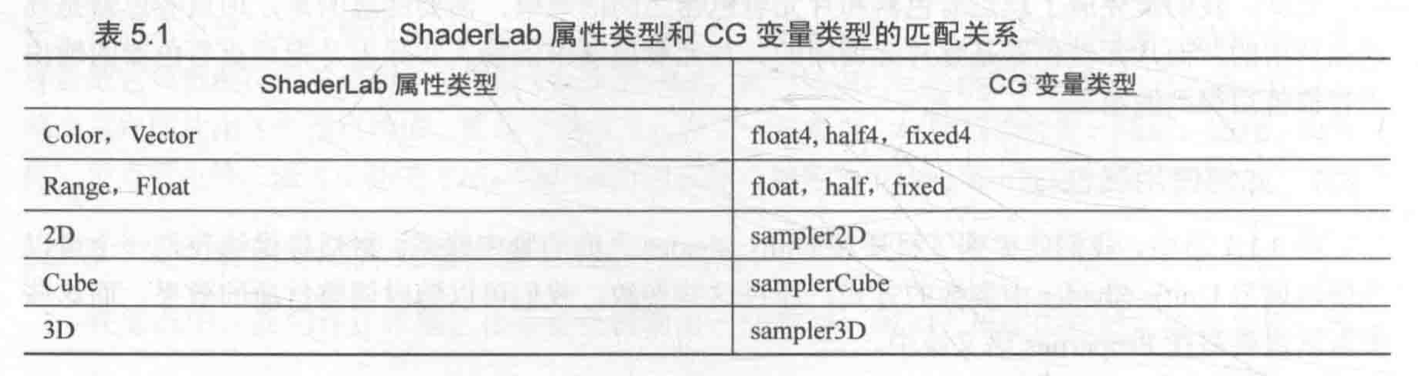 表 5.1 ShaderLab 属性类型和 CG 变量类型的匹配关系
ShaderLab 属性类型 CG 变量类型
Color，Vector float4, half4，fixed4
Range，Float float，half，fixed
2D sampler2D
Cube samplerCube
3D sampler3D